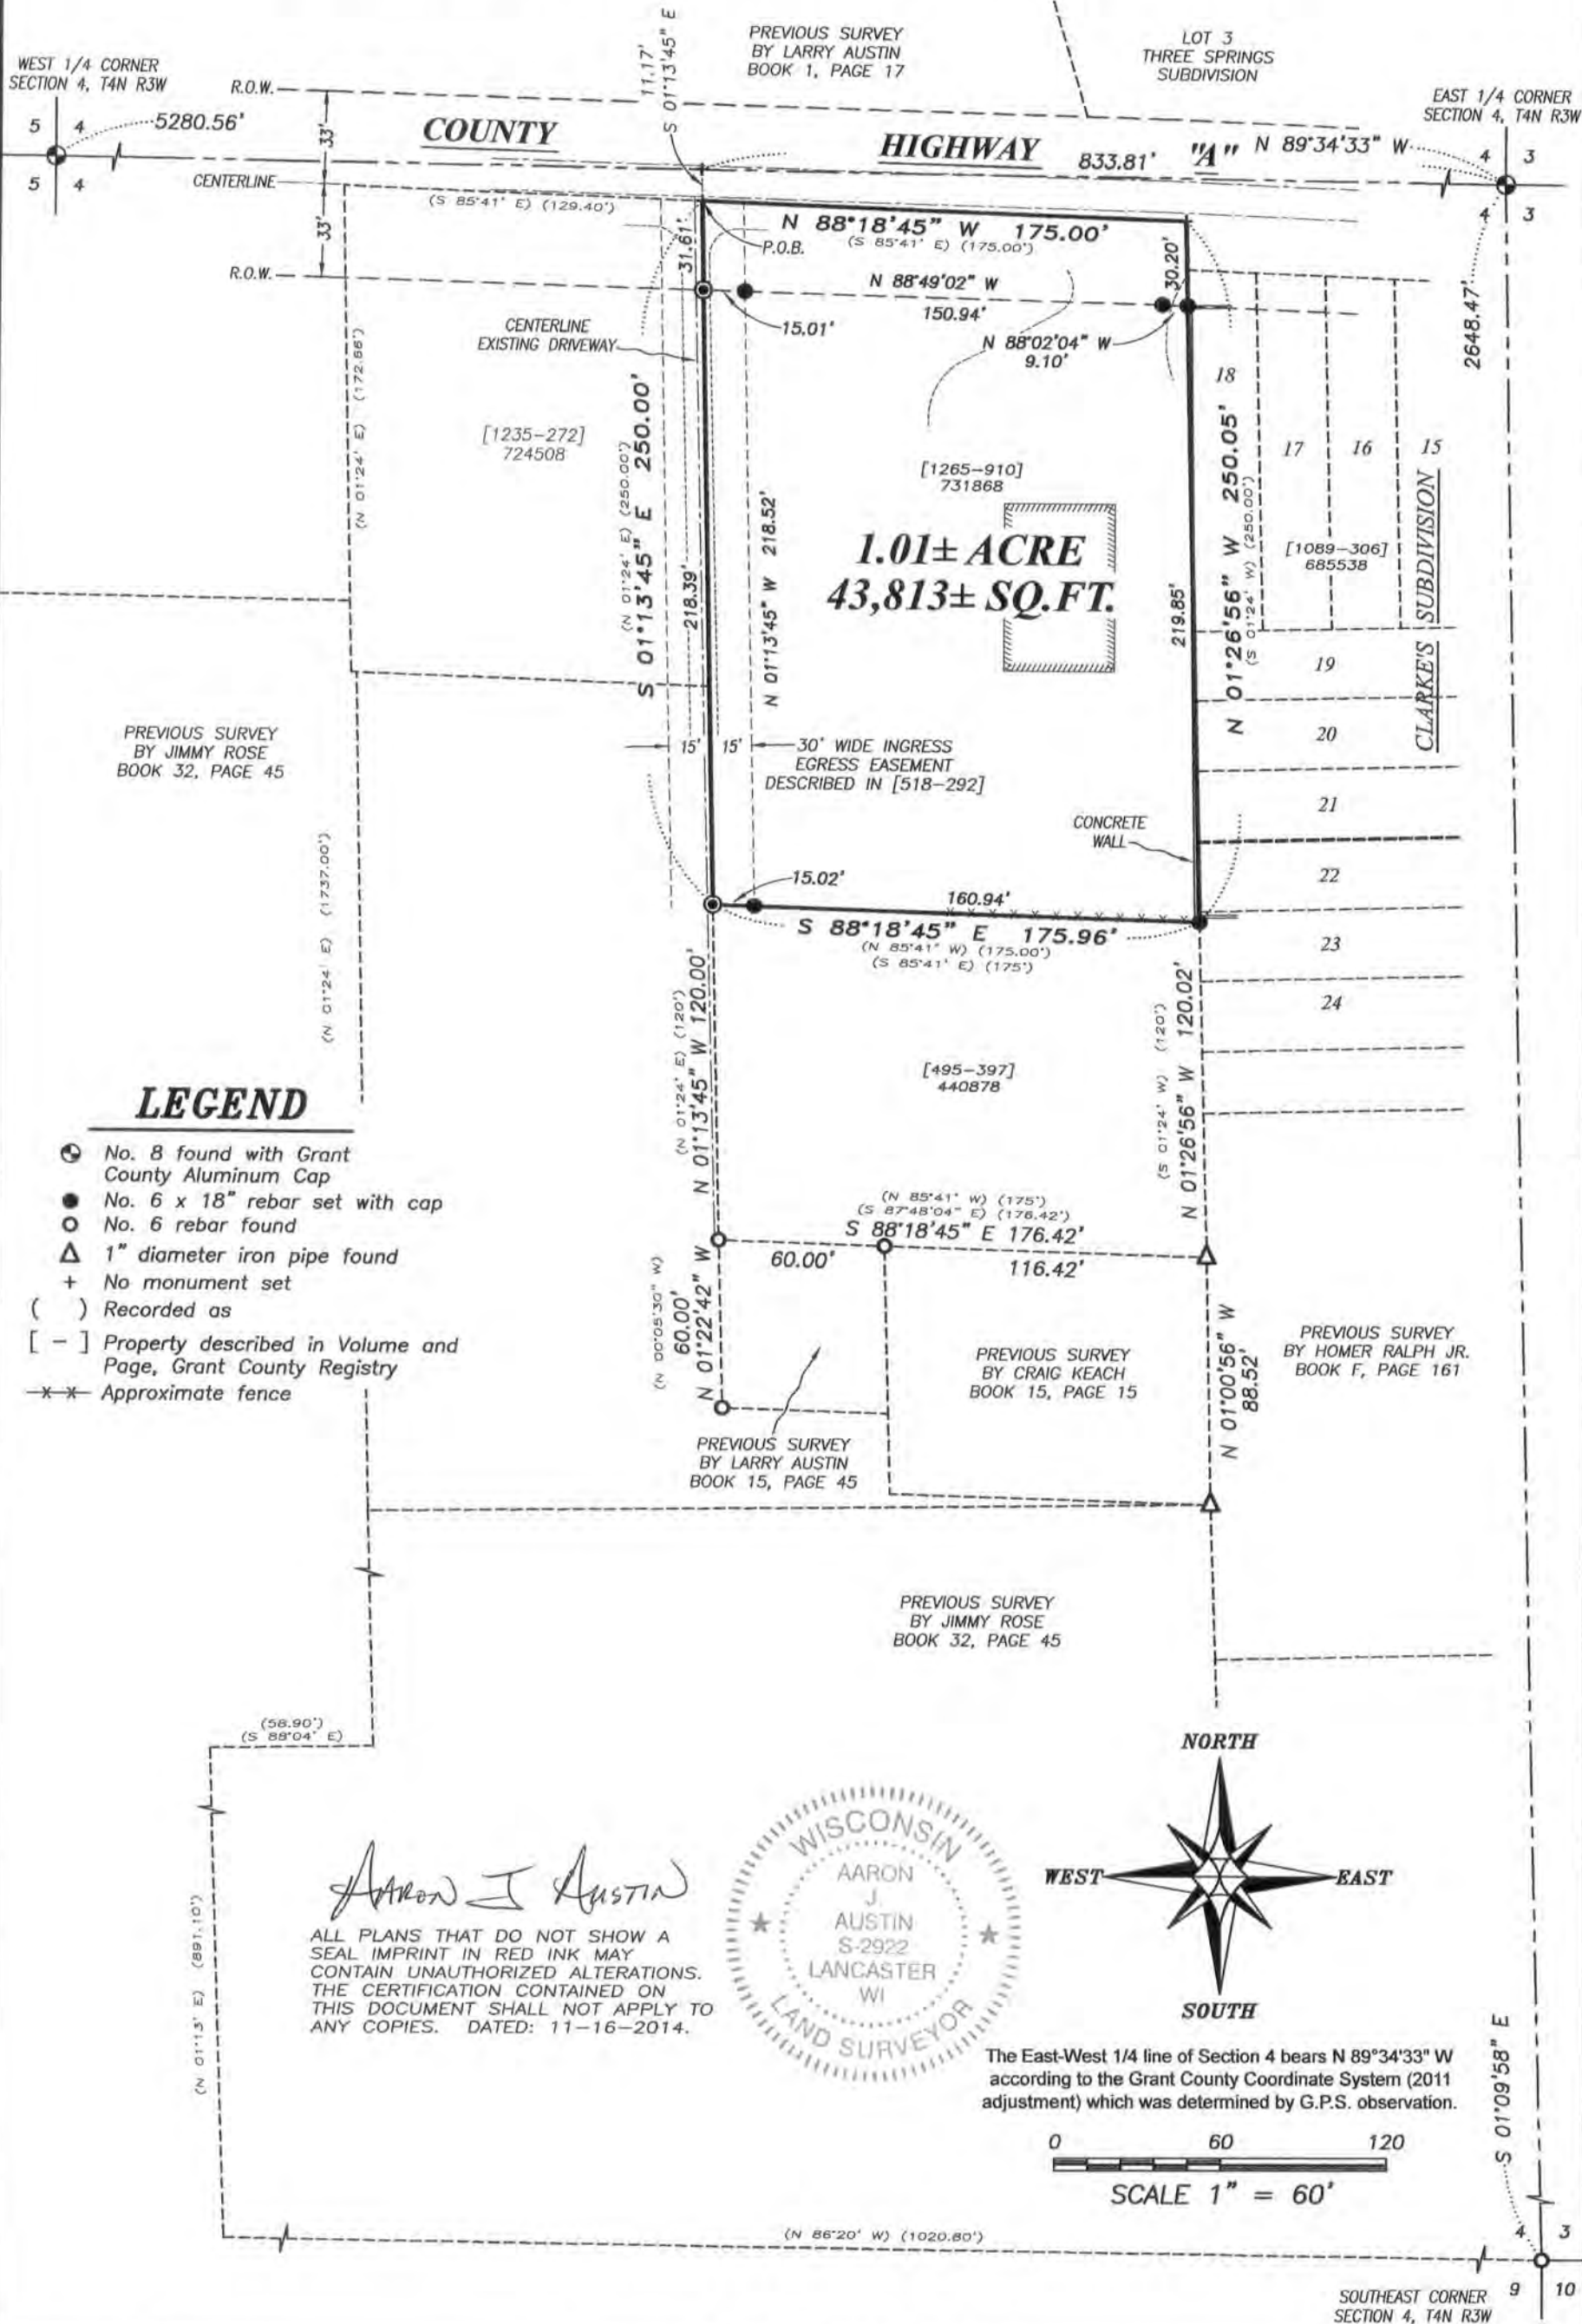 11.17'
S 01°13'45" E
PREVIOUS SURVEY
BY LARRY AUSTIN
BOOK 1, PAGE 17
LOT 3
THREE SPRINGS
SUBDIVISION
WEST 1/4 CORNER
SECTION 4, T4N R3W
R.O.W.
EAST 1/4 CORNER
SECTION 4, T4N R3W
5 4
5280.56'
33'
COUNTY HIGHWAY "A"
833.81'
N 89°34'33" W
4 3
5 4
CENTERLINE
33'
4 3
(S 85°41' E) (129.40')
N 88°18'45" W 175.00'
(S 85°41' E) (175.00')
P.O.B.
31.61'
30.20'
R.O.W.
N 88°49'02" W
150.94'
15.01'
N 88°02'04" W
9.10'
2648.47'
CENTERLINE
EXISTING DRIVEWAY
(N 01°24' E) (172.66')
[1235-272]
724508
(N 01°24' E) (250.00')
S 01°13'45" E 250.00'
218.39'
N 01°13'45" W 218.52'
[1265-910]
731868
1.01± ACRE
43,813± SQ.FT.
219.85'
N 01°26'56" W 250.05'
(S 01°24' W) (250.00')
18
17
16
15
[1089-306]
685538
CLARKE'S SUBDIVISION
19
20
21
22
23
24
PREVIOUS SURVEY
BY JIMMY ROSE
BOOK 32, PAGE 45
15' 15'
30' WIDE INGRESS
EGRESS EASEMENT
DESCRIBED IN [518-292]
CONCRETE
WALL
(N 01°24' E) (1737.00')
15.02'
160.94'
S 88°18'45" E 175.96'
(N 85°41' W) (175.00')
(S 85°41' E) (175')
(N 01°24' E) (120')
N 01°13'45" W 120.00'
[495-397]
440878
(S 01°24' W) (120')
N 01°26'56" W 120.02'
LEGEND
No. 8 found with Grant
County Aluminum Cap
No. 6 x 18" rebar set with cap
No. 6 rebar found
1" diameter iron pipe found
+ No monument set
( ) Recorded as
[ - ] Property described in Volume and
Page, Grant County Registry
-x-x- Approximate fence
(N 85°41' W) (175')
(S 87°48'04" E) (176.42')
S 88°18'45" E 176.42'
60.00'
116.42'
(N 00°05'30" W)
60.00'
N 01°22'42" W
PREVIOUS SURVEY
BY CRAIG KEACH
BOOK 15, PAGE 15
N 01°00'56" W
88.52'
PREVIOUS SURVEY
BY HOMER RALPH JR.
BOOK F, PAGE 161
PREVIOUS SURVEY
BY LARRY AUSTIN
BOOK 15, PAGE 45
PREVIOUS SURVEY
BY JIMMY ROSE
BOOK 32, PAGE 45
(58.90')
(S 88°04' E)
(N 01°13' E) (891.10')
AARON J AUSTIN
ALL PLANS THAT DO NOT SHOW A
SEAL IMPRINT IN RED INK MAY
CONTAIN UNAUTHORIZED ALTERATIONS.
THE CERTIFICATION CONTAINED ON
THIS DOCUMENT SHALL NOT APPLY TO
ANY COPIES. DATED: 11-16-2014.
WISCONSIN
AARON
J.
AUSTIN
S-2922
LANCASTER
WI
LAND SURVEYOR
NORTH
WEST
EAST
SOUTH
The East-West 1/4 line of Section 4 bears N 89°34'33" W
according to the Grant County Coordinate System (2011
adjustment) which was determined by G.P.S. observation.
0 60 120
SCALE 1" = 60'
S 01°09'58" E
(N 86°20' W) (1020.80')
4 3
9 10
SOUTHEAST CORNER
SECTION 4, T4N R3W